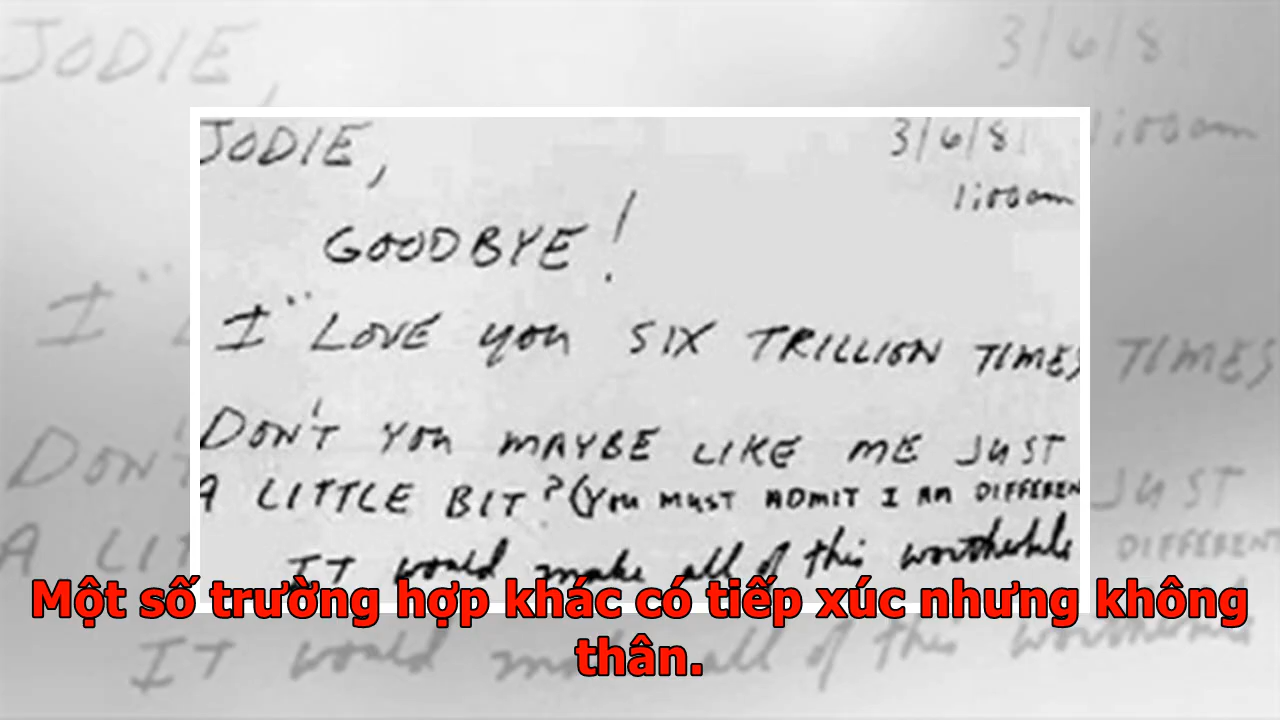 JODIE,
3/6/81
1:00am
GOODBYE!
I LOVE you SIX TRILLION TIMES
DON'T YOU MAYBE LIKE ME JUST
A LITTLE BIT? (YOU MUST ADMIT I AM DIFFEREN
IT would make all of this worthwhile
Một số trường hợp khác có tiếp xúc nhưng không
thân.